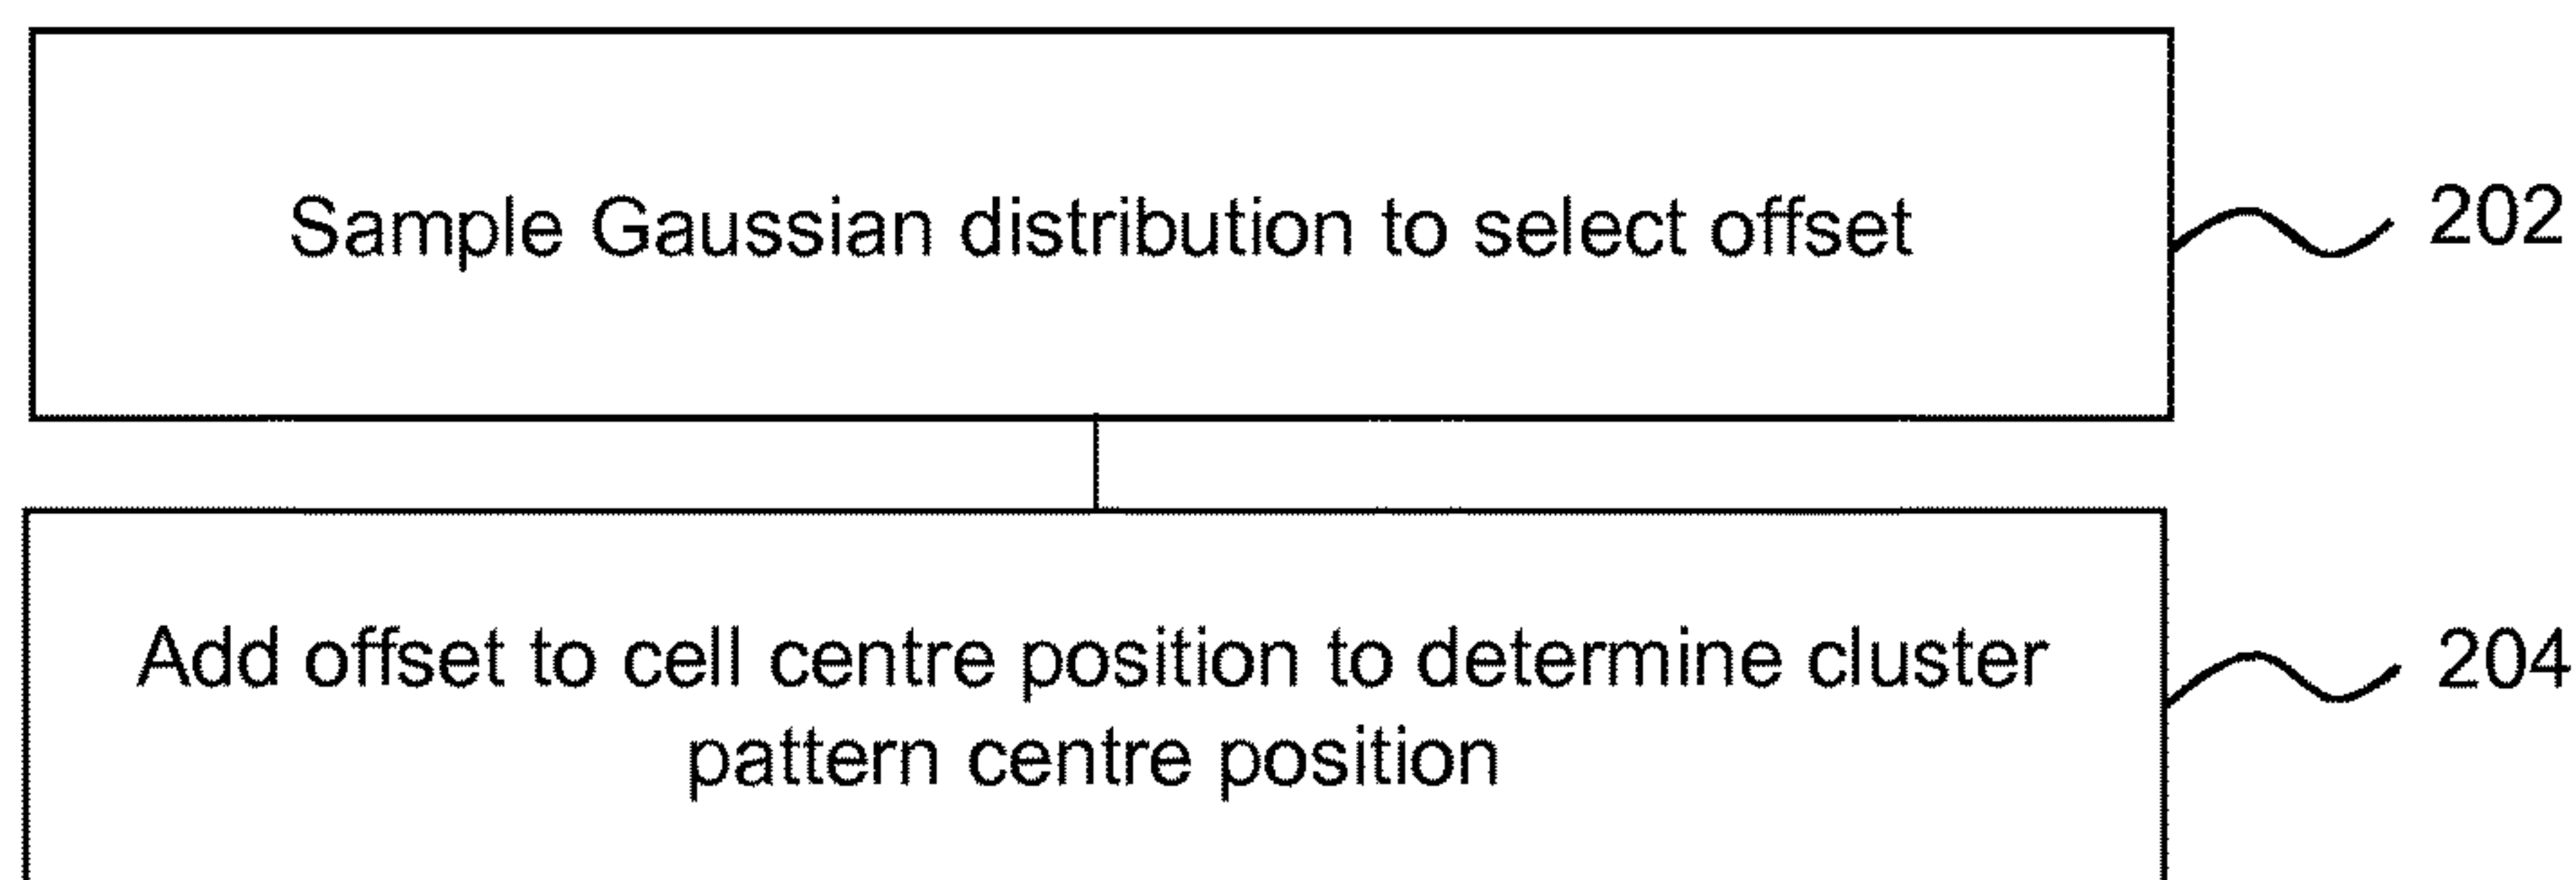 Sample Gaussian distribution to select offset
202
Add offset to cell centre position to determine cluster
pattern centre position
204